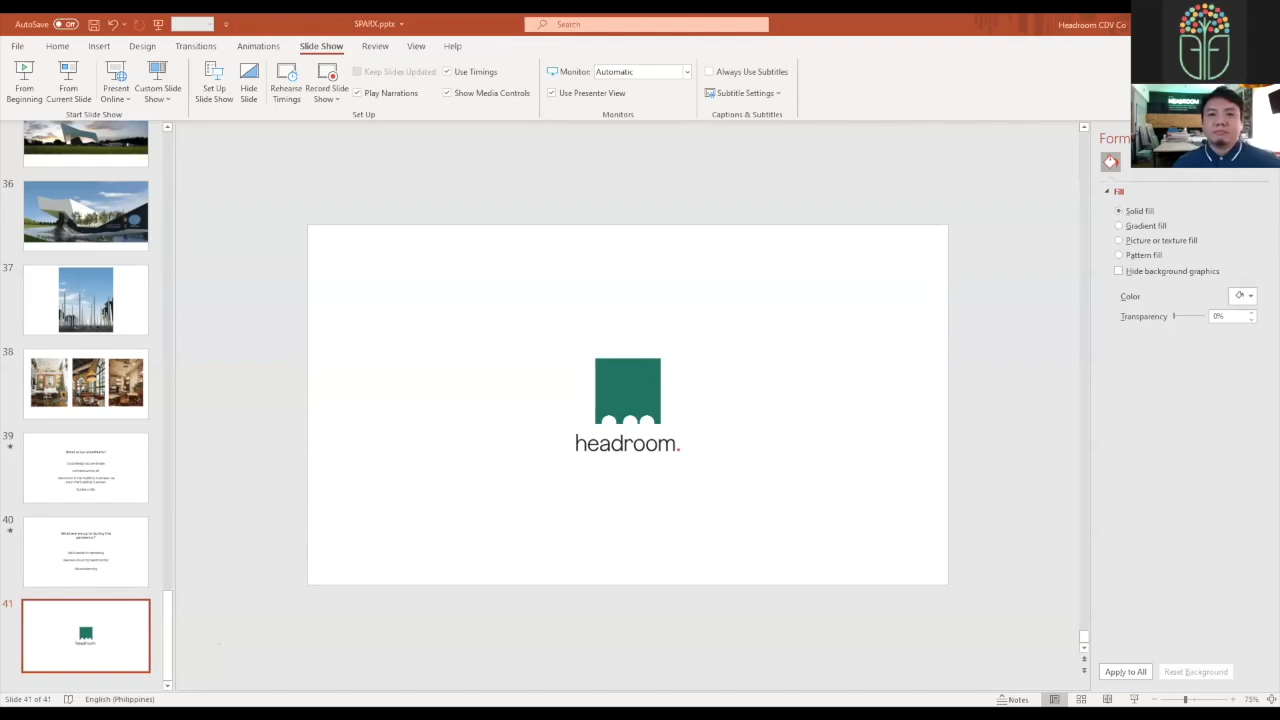 AutoSave Off SPARX.pptx Search Headroom CDV Co
File Home Insert Design Transitions Animations Slide Show Review View Help
From Beginning
From Current Slide
Present Online
Custom Slide Show
Set Up Slide Show
Hide Slide
Rehearse Timings
Record Slide Show
Keep Slides Updated
Use Timings
Play Narrations
Show Media Controls
Monitor: Automatic
Use Presenter View
Always Use Subtitles
Subtitle Settings
Start Slide Show Set Up Monitors Captions & Subtitles
HEADROOM
Form
Fill
Solid fill
Gradient fill
Picture or texture fill
Pattern fill
Hide background graphics
Color
Transparency 0%
36
37
38
39
40
41
headroom.
headroom
Apply to All Reset Background
Slide 41 of 41 English (Philippines) Notes 75%